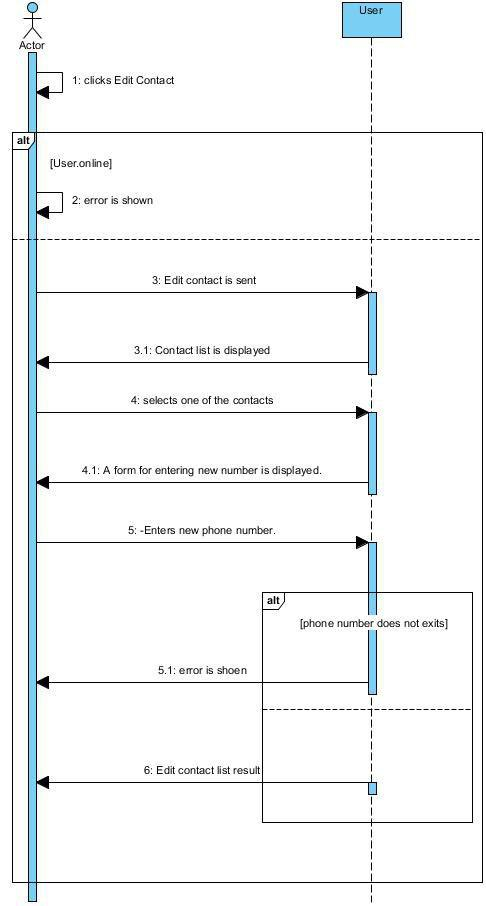 User
Actor
1: clicks Edit Contact
alt
[User.online]
2: error is shown
3: Edit contact is sent
3.1: Contact list is displayed
4: selects one of the contacts
4.1: A form for entering new number is displayed.
5: -Enters new phone number.
alt
[phone number does not exits]
5.1: error is shoen
6: Edit contact list result